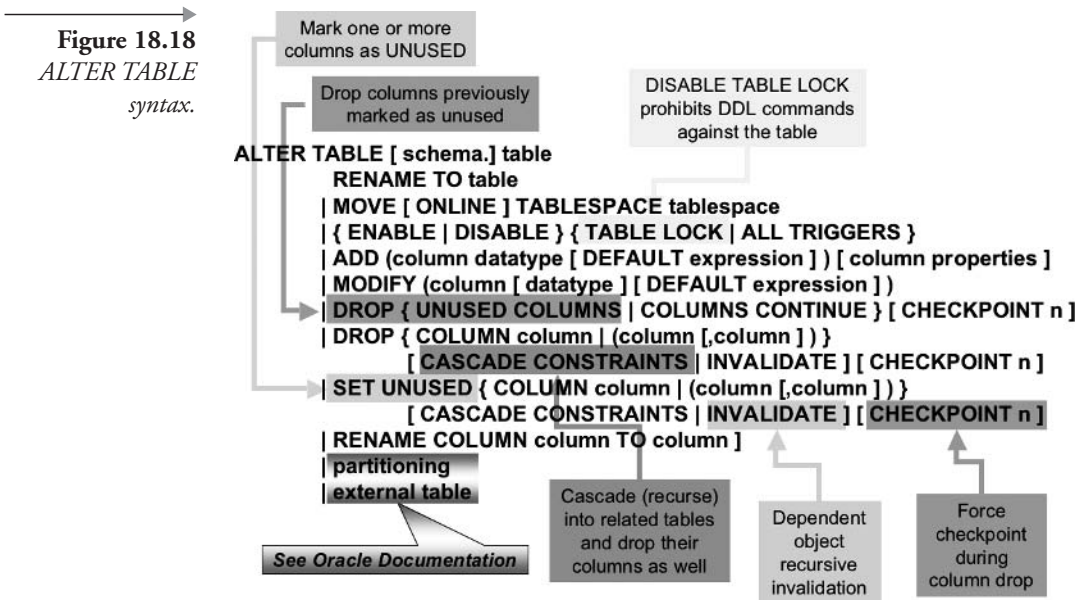 Figure 18.18
ALTER TABLE
syntax.
Mark one or more
columns as UNUSED
Drop columns previously
marked as unused
DISABLE TABLE LOCK
prohibits DDL commands
against the table
ALTER TABLE [ schema.] table
RENAME TO table
| MOVE [ ONLINE ] TABLESPACE tablespace
| { ENABLE | DISABLE } { TABLE LOCK | ALL TRIGGERS }
| ADD (column datatype [ DEFAULT expression ] ) [ column properties ]
| MODIFY (column [ datatype ] [ DEFAULT expression ] )
| DROP { UNUSED COLUMNS | COLUMNS CONTINUE } [ CHECKPOINT n ]
| DROP { COLUMN column | (column [,column ] ) }
[ CASCADE CONSTRAINTS | INVALIDATE ] [ CHECKPOINT n ]
| SET UNUSED { COLUMN column | (column [,column ] ) }
[ CASCADE CONSTRAINTS | INVALIDATE ] [ CHECKPOINT n ]
| RENAME COLUMN column TO column ]
| partitioning
| external table
See Oracle Documentation
Cascade (recurse)
into related tables
and drop their
columns as well
Dependent
object
recursive
invalidation
Force
checkpoint
during
column drop